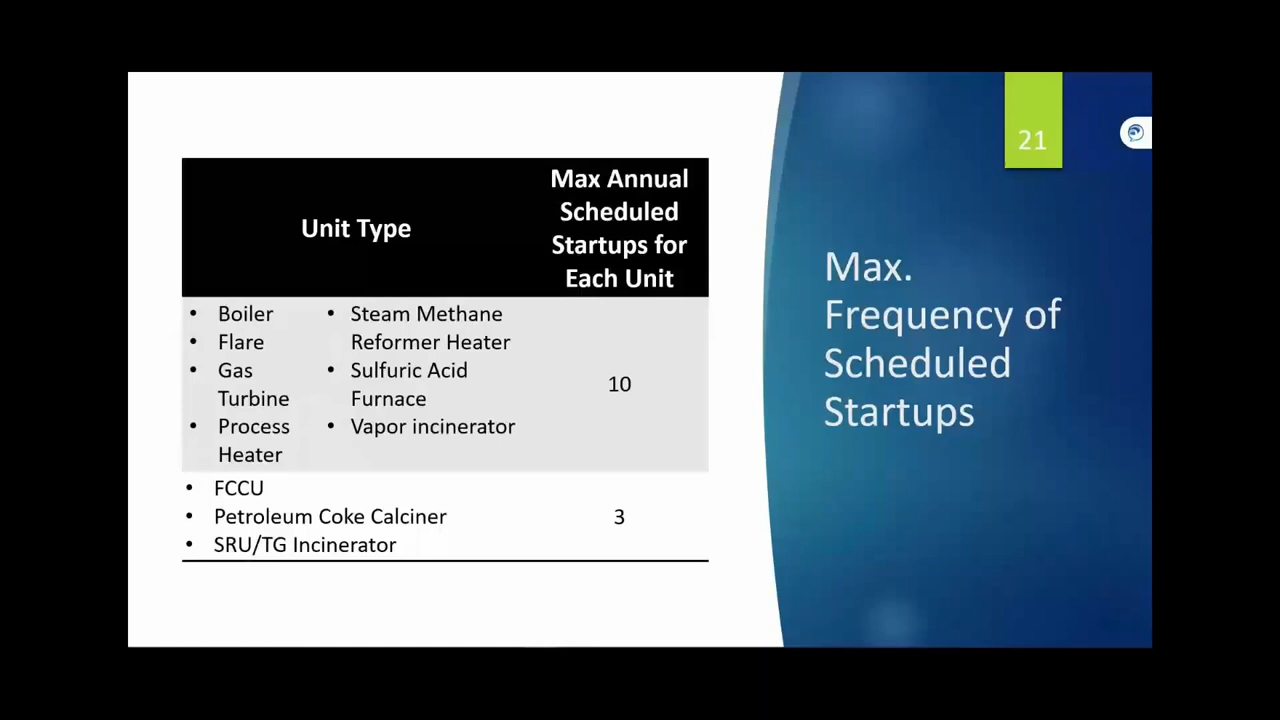 21
Max.
Frequency of
Scheduled
Startups
Unit Type
Max Annual
Scheduled
Startups for
Each Unit
• Boiler
• Flare
• Gas
Turbine
• Process
Heater
• Steam Methane
Reformer Heater
• Sulfuric Acid
Furnace
• Vapor incinerator
10
• FCCU
• Petroleum Coke Calciner
• SRU/TG Incinerator
3